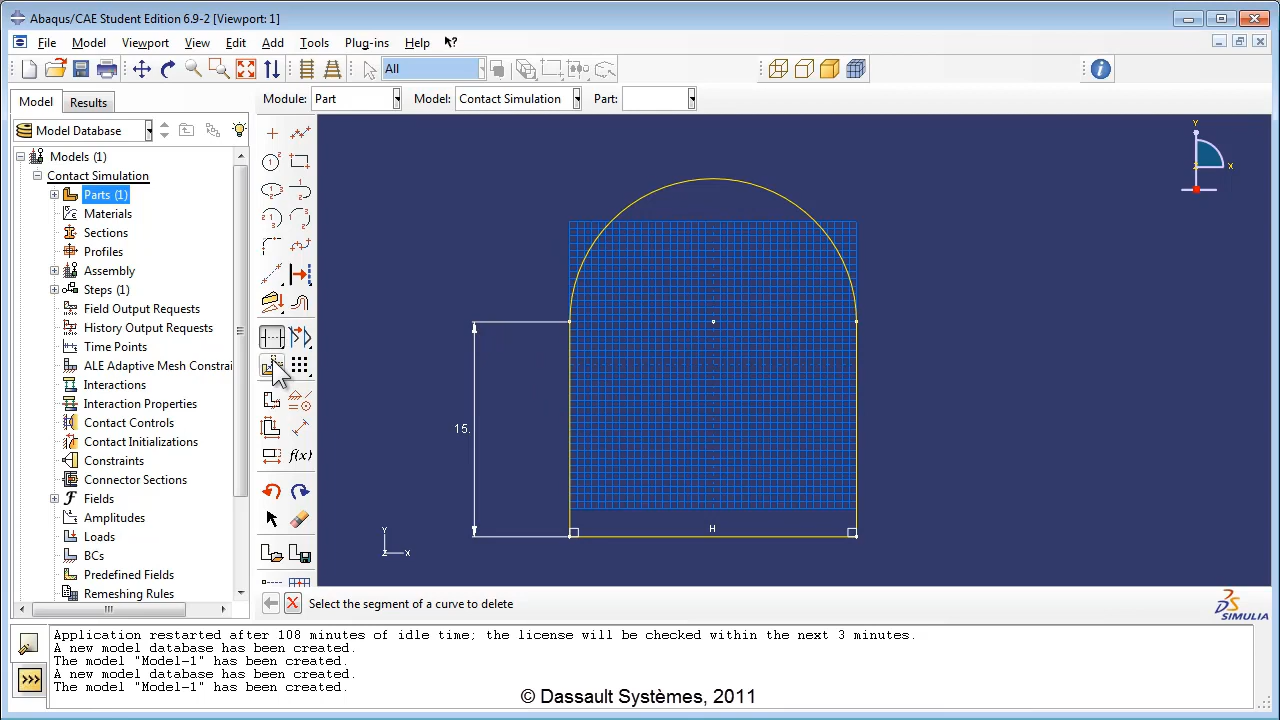 Abaqus/CAE Student Edition 6.9-2 [Viewport: 1]
File Model Viewport View Edit Add Tools Plug-ins Help
All
Model Results
Module: Part Model: Contact Simulation Part:
Model Database
Models (1)
Contact Simulation
Parts (1)
Materials
Sections
Profiles
Assembly
Steps (1)
Field Output Requests
History Output Requests
Time Points
ALE Adaptive Mesh Constrai
Interactions
Interaction Properties
Contact Controls
Contact Initializations
Constraints
Connector Sections
Fields
Amplitudes
Loads
BCs
Predefined Fields
Remeshing Rules
f(x)
Y
X
Z
15.
H
Y
Z
X
Select the segment of a curve to delete
SIMULIA
Application restarted after 108 minutes of idle time; the license will be checked within the next 3 minutes.
A new model database has been created.
The model "Model-1" has been created.
A new model database has been created.
The model "Model-1" has been created.
>>>
© Dassault Systèmes, 2011